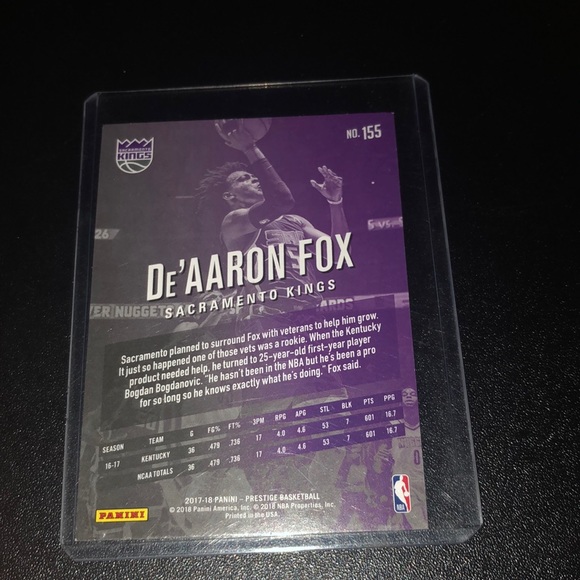 SACRAMENTO
KINGS
NO. 155
26
DE'AARON FOX
SACRAMENTO KINGS
ER NUGGET
Sacramento planned to surround Fox with veterans to help him grow.
It just so happened one of those vets was a rookie. When the Kentucky
product needed help, he turned to 25-year-old first-year player
Bogdan Bogdanovic. "He hasn't been in the NBA but he's been a pro
for so long so he knows exactly what he's doing." Fox said.
SEASON TEAM G FG% FT% 3PM RPG APG STL BLK PTS PPG
16-17 KENTUCKY 36 .479 .736 17 4.0 4.6 53 7 601 16.7
NCAA TOTALS 36 .479 .736 17 4.0 4.6 53 7 601 16.7
2017-18 PANINI – PRESTIGE BASKETBALL
© 2018 Panini America, Inc. © 2018 NBA Properties, Inc.
Printed in the USA.
PANINI
NBA